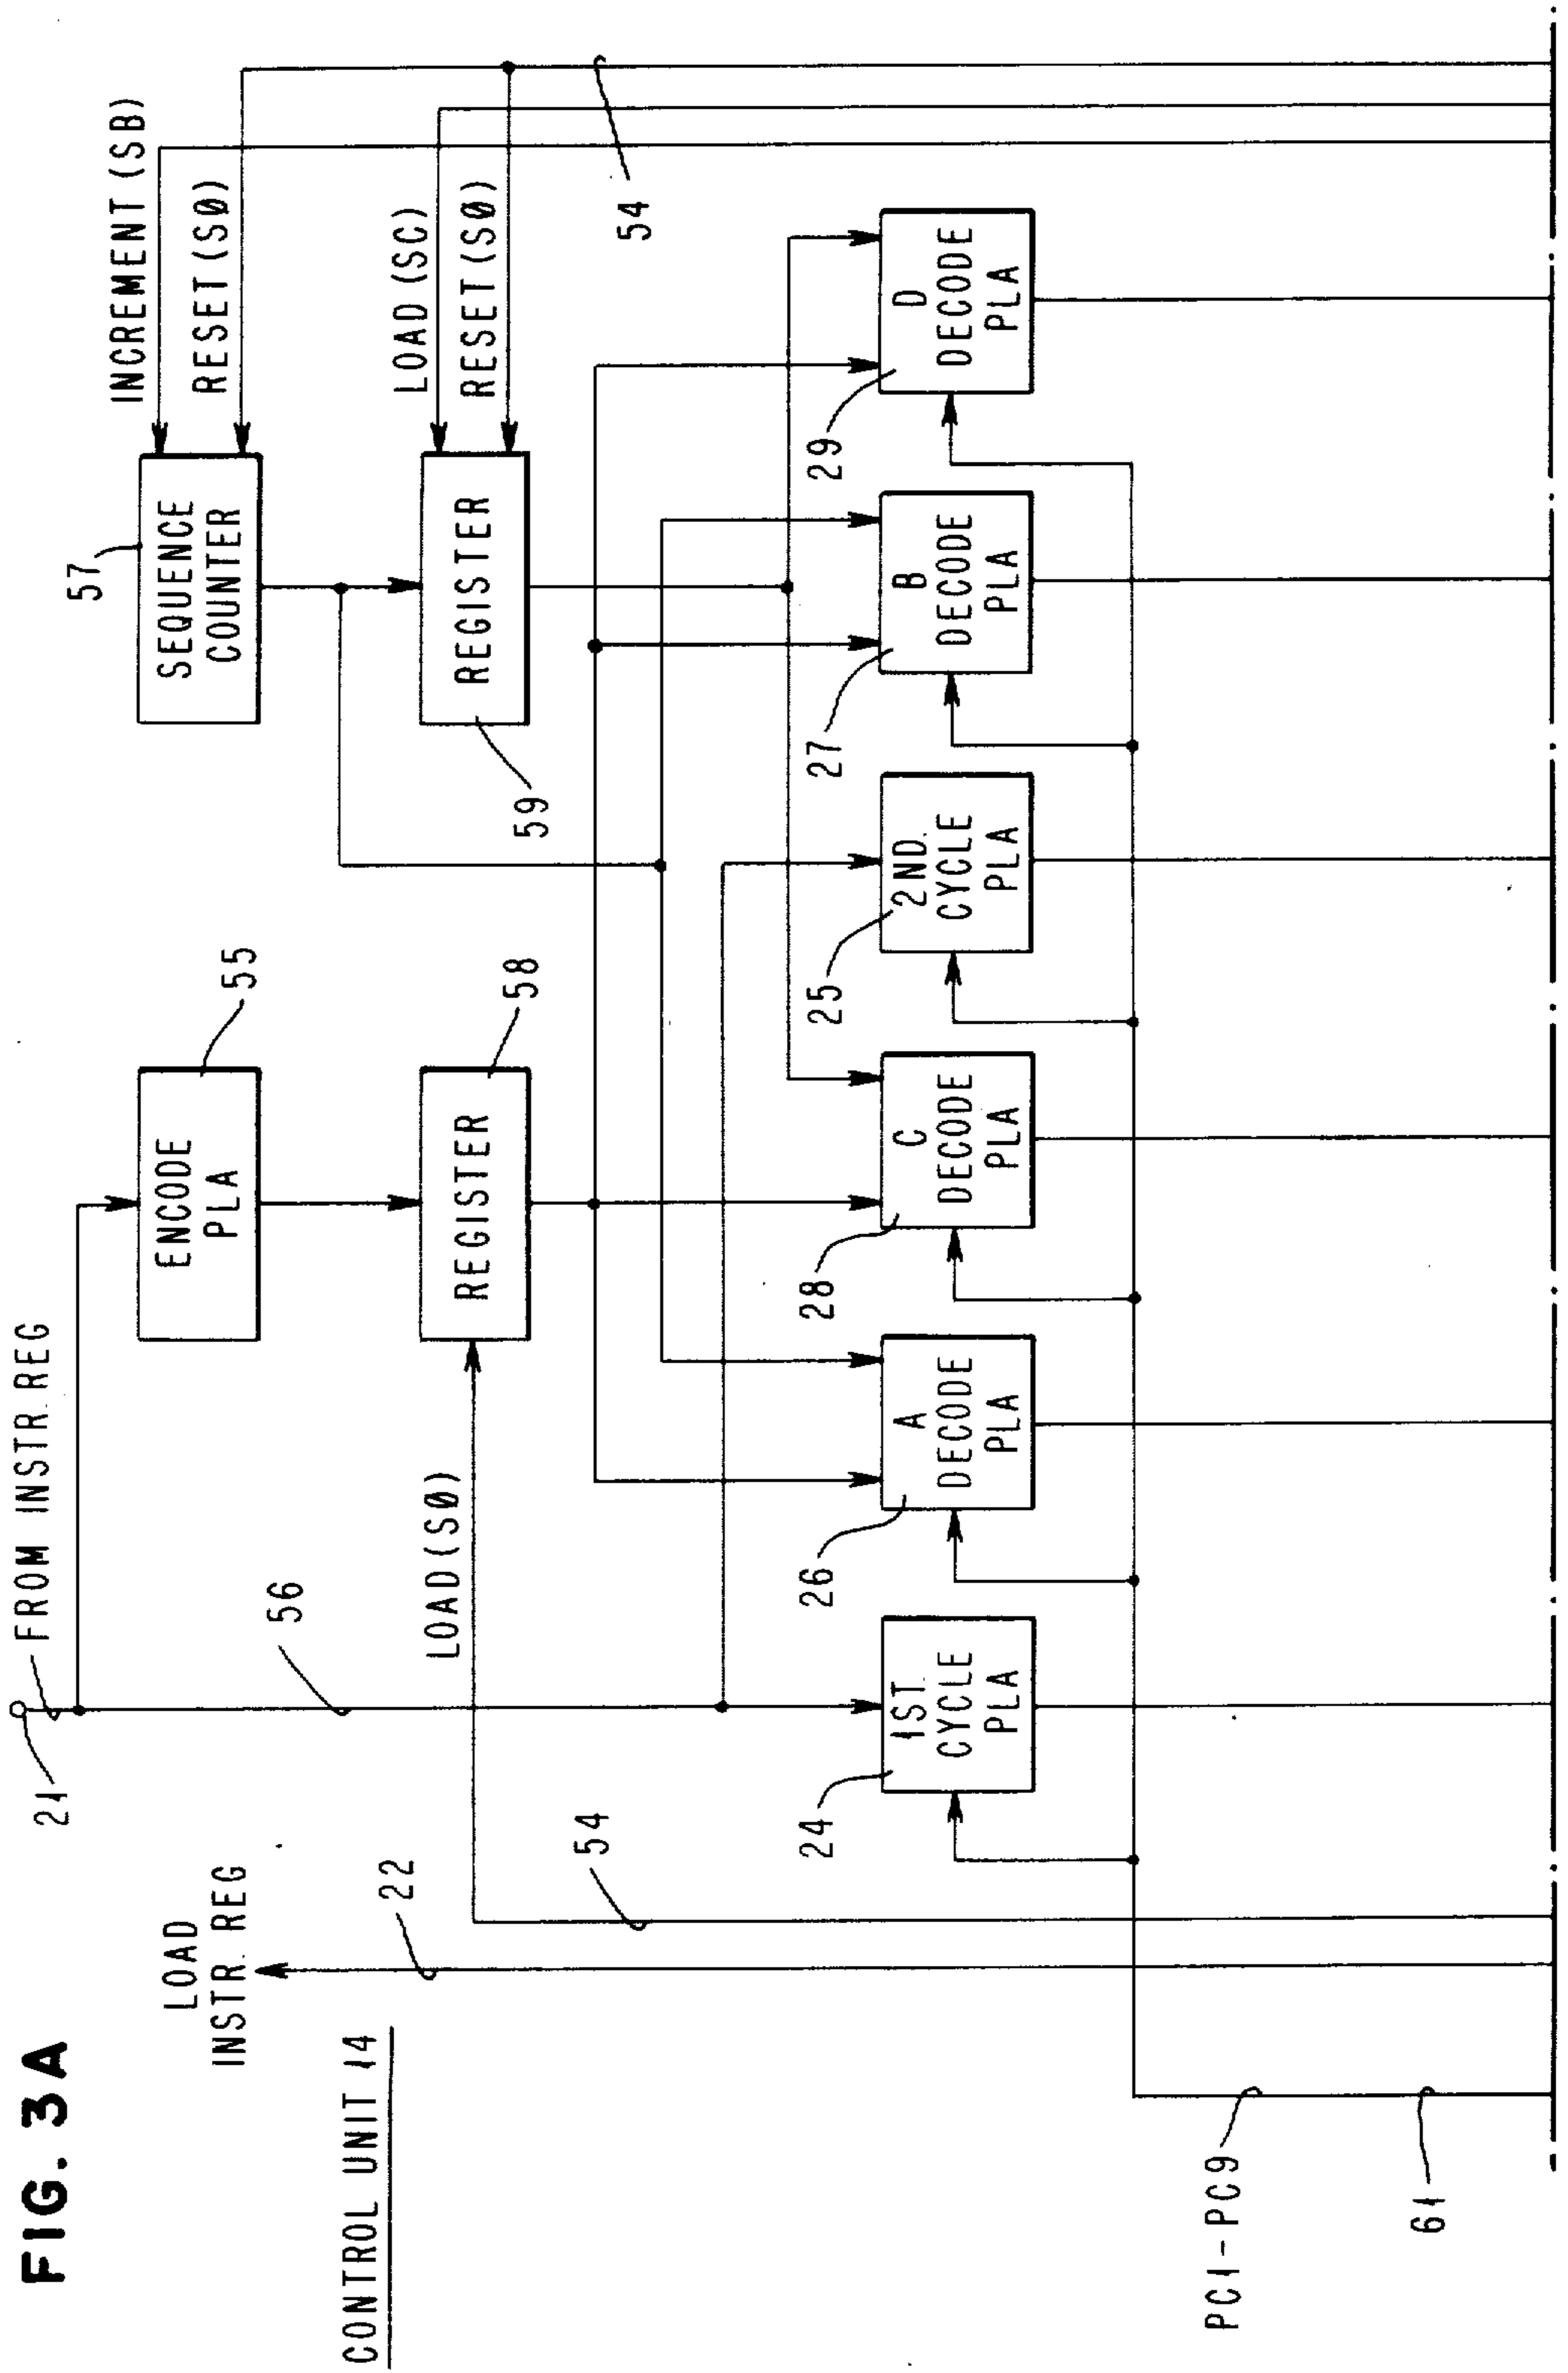 FIG. 3A
CONTROL UNIT 14
LOAD
INSTR. REG
22
54
21
FROM INSTR. REG
56
ENCODE
PLA
55
LOAD (SØ)
REGISTER
58
57
SEQUENCE
COUNTER
INCREMENT (SB)
RESET (SØ)
59
REGISTER
LOAD (SC)
RESET (SØ)
54
24
1ST.
CYCLE
PLA
26
A
DECODE
PLA
28
C
DECODE
PLA
25
2ND.
CYCLE
PLA
27
B
DECODE
PLA
29
D
DECODE
PLA
PC1-PC9
61